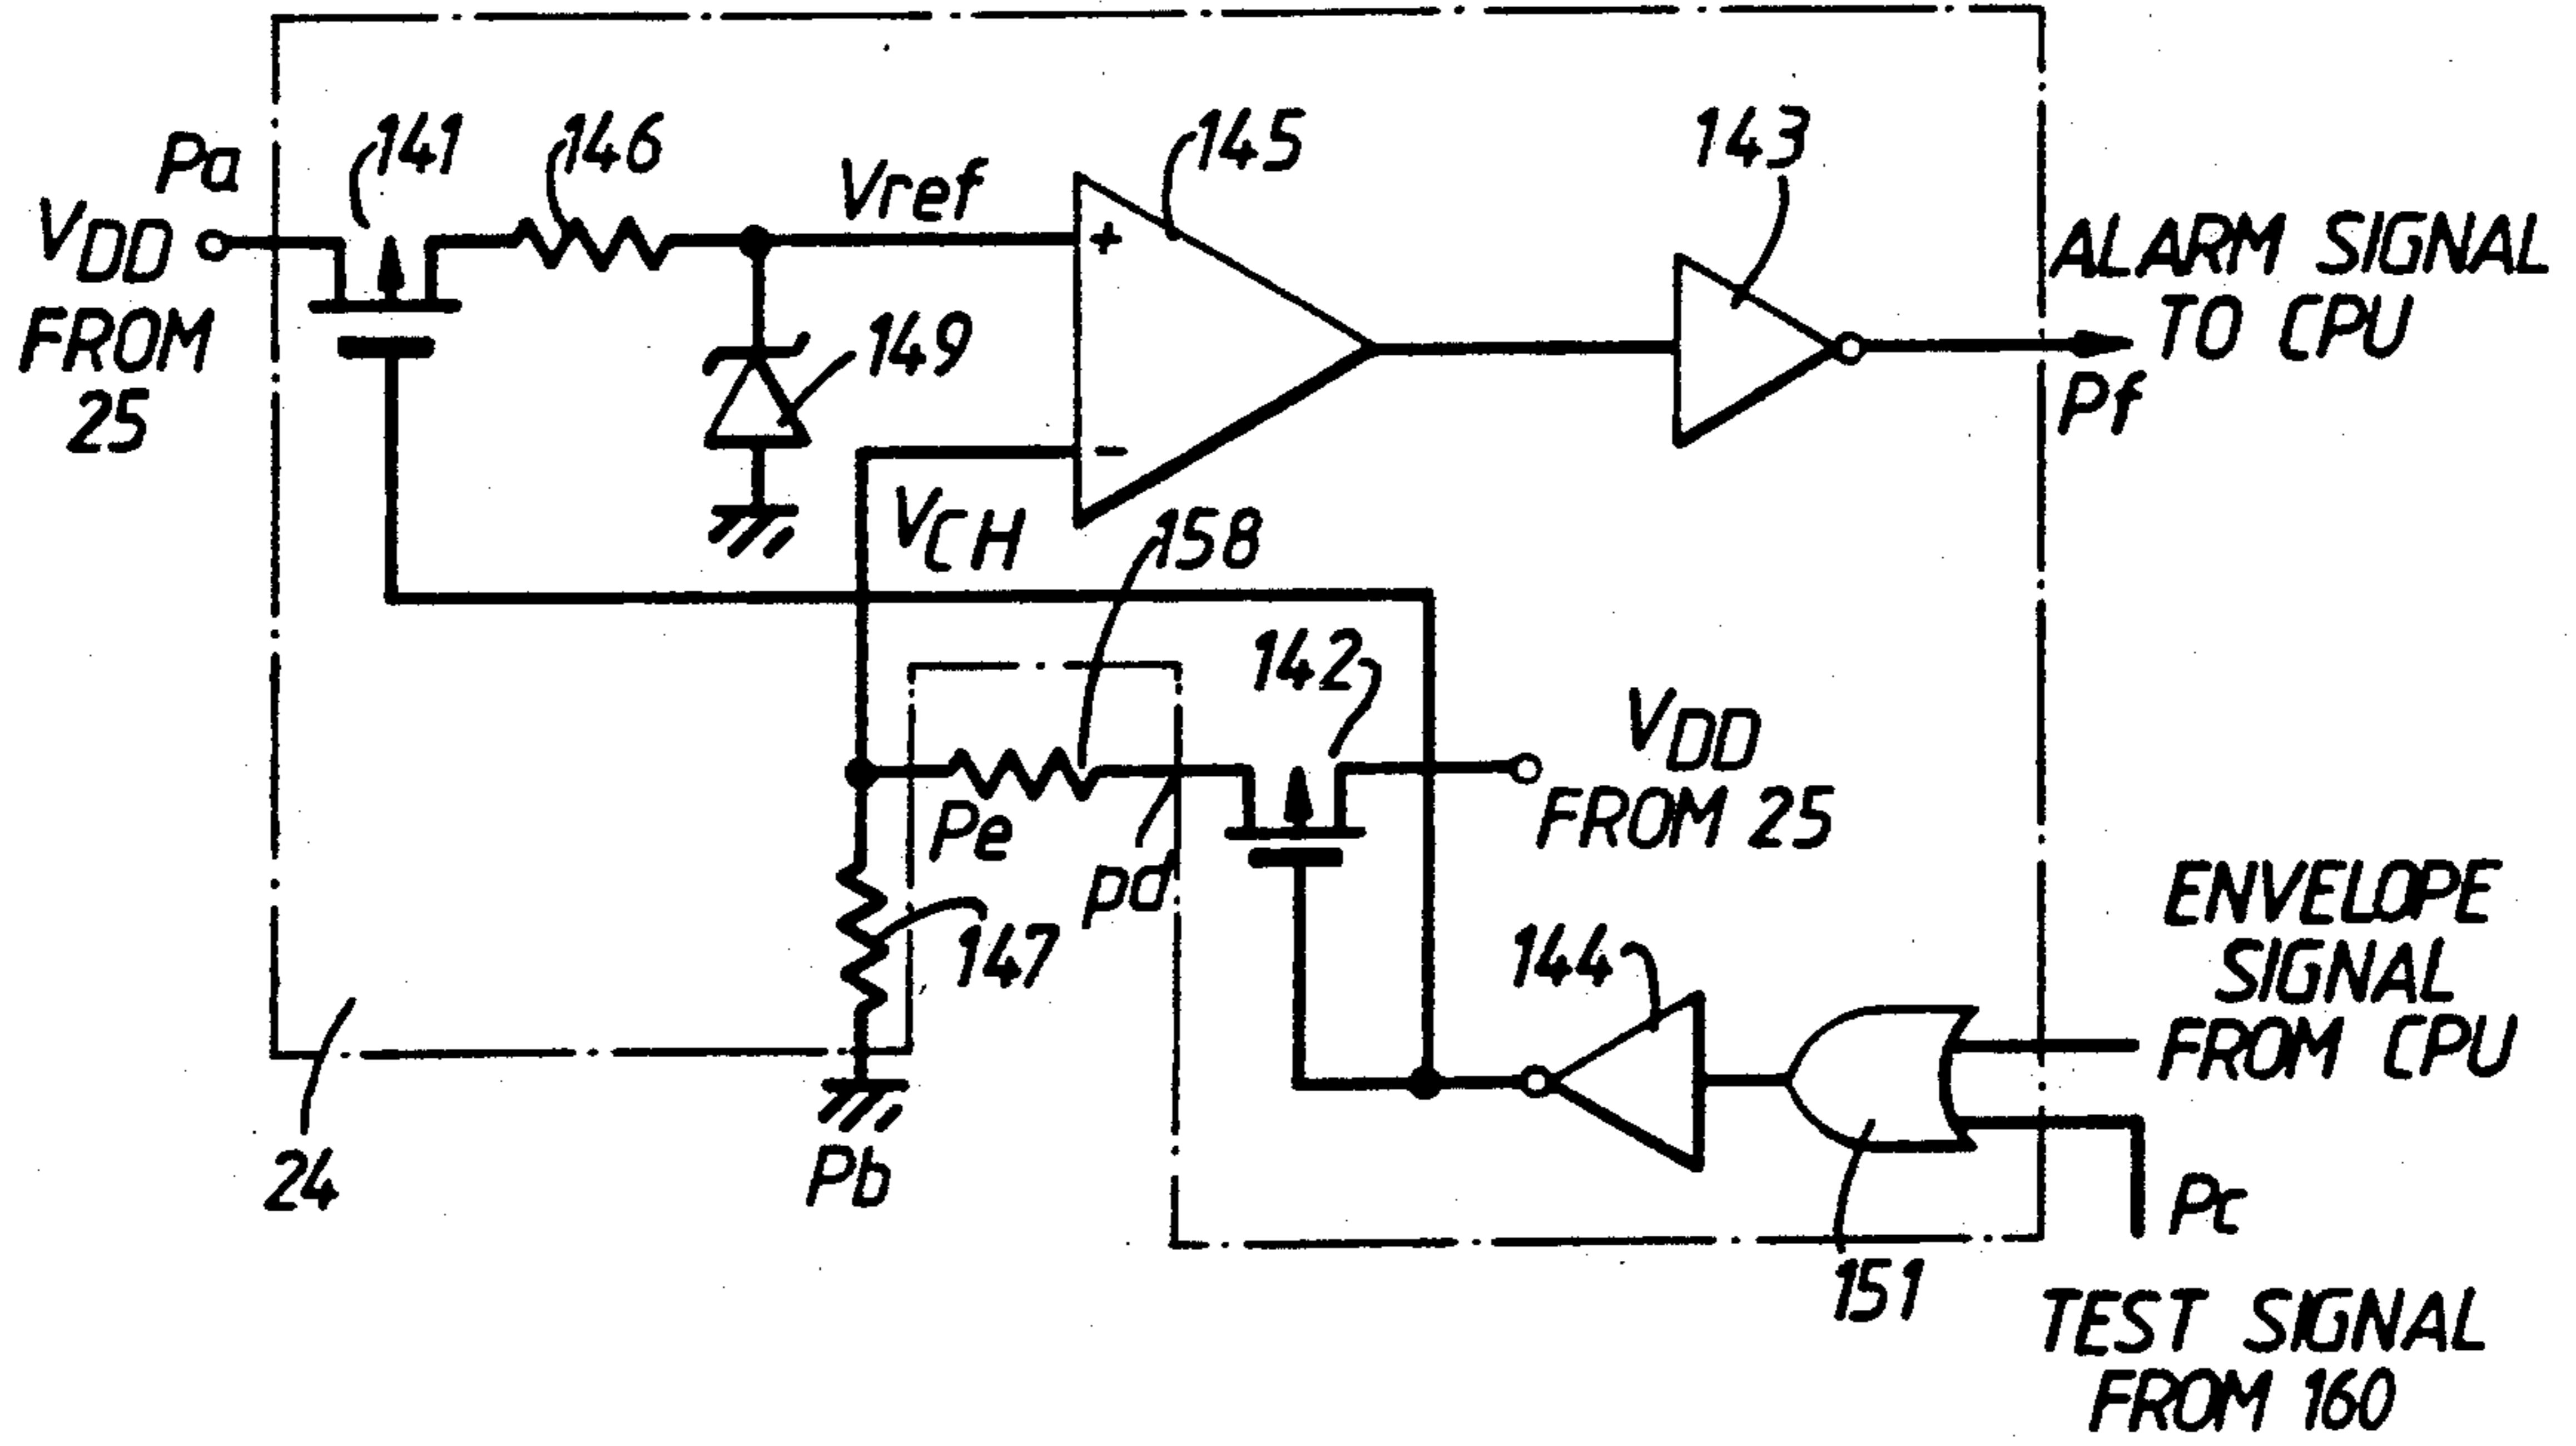 Pa
141
146
Vref
145
143
VDD
FROM
25
149
ALARM SIGNAL
TO CPU
Pf
+
-
VCH
158
142
VDD
FROM 25
Pe
pd
147
144
ENVELOPE
SIGNAL
FROM CPU
24
Pb
Pc
151
TEST SIGNAL
FROM 160